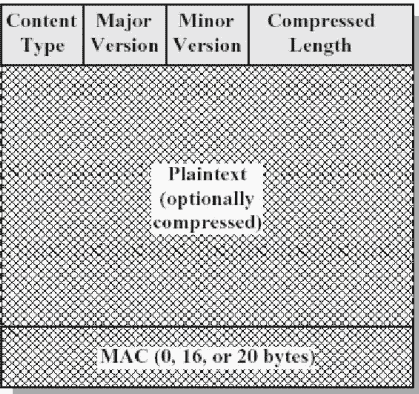 Content Major Minor Compressed
Type Version Version Length
Plaintext
(optionally
compressed)
MAC (0, 16, or 20 bytes)